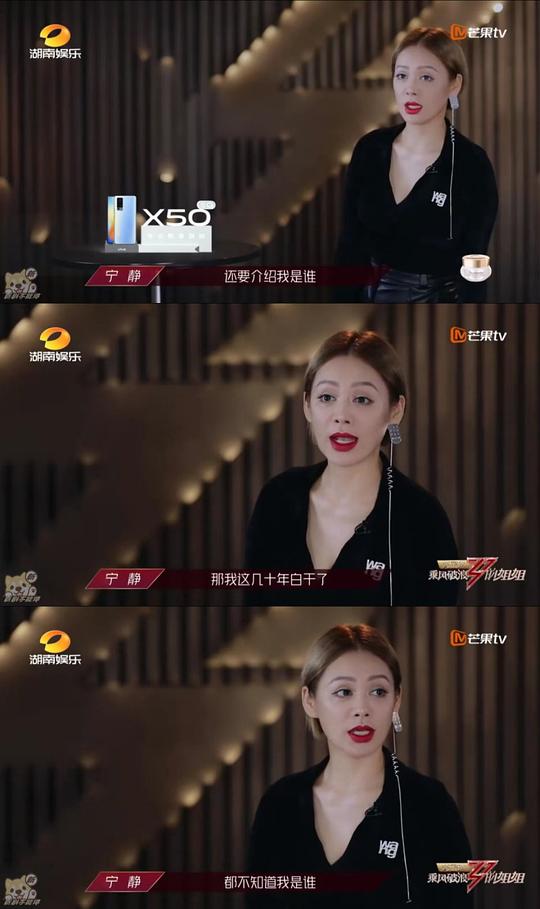 湖南娱乐
芒果tv
X50
vivo
宁静
还要介绍我是谁
湖南娱乐
芒果tv
Wang
宁静
那我这几十年白干了
乘风破浪的姐姐
湖南娱乐
芒果tv
宁静
都不知道我是谁
乘风破浪的姐姐